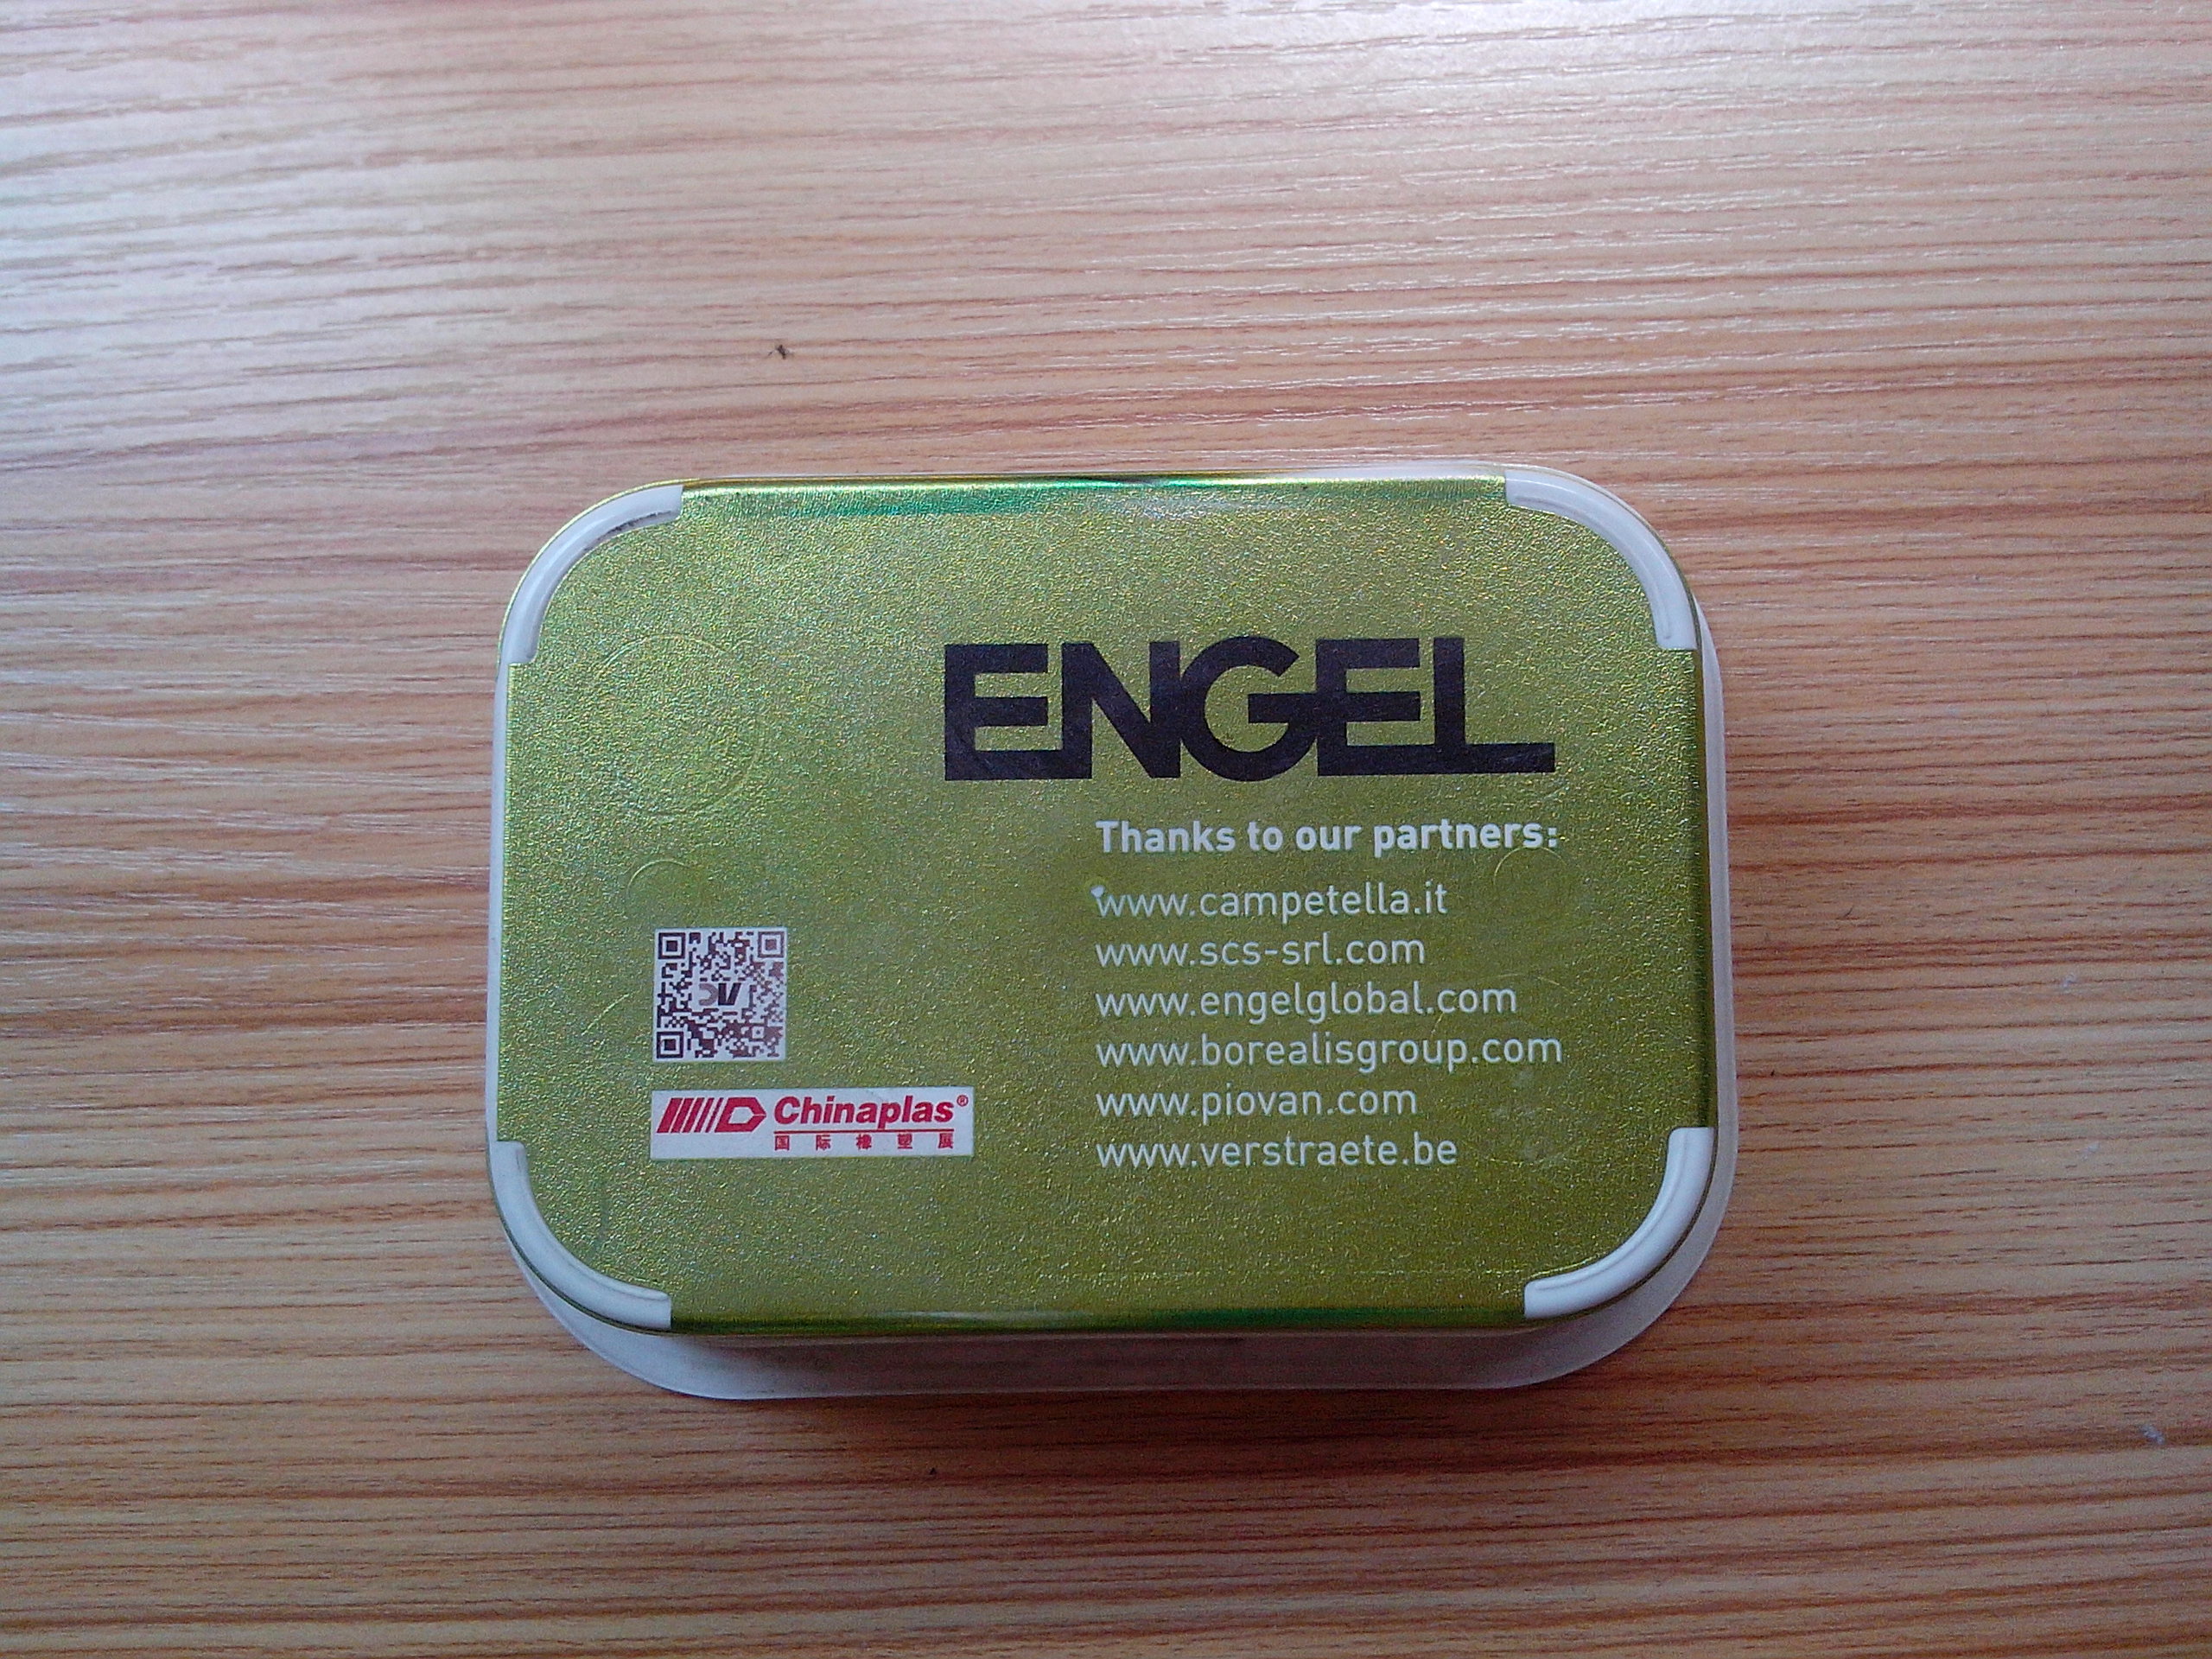 ENGEL
Thanks to our partners:
www.campetella.it
www.scs-srl.com
www.engelglobal.com
www.borealisgroup.com
www.piovan.com
www.verstraete.be
Chinaplas®
国际橡塑展